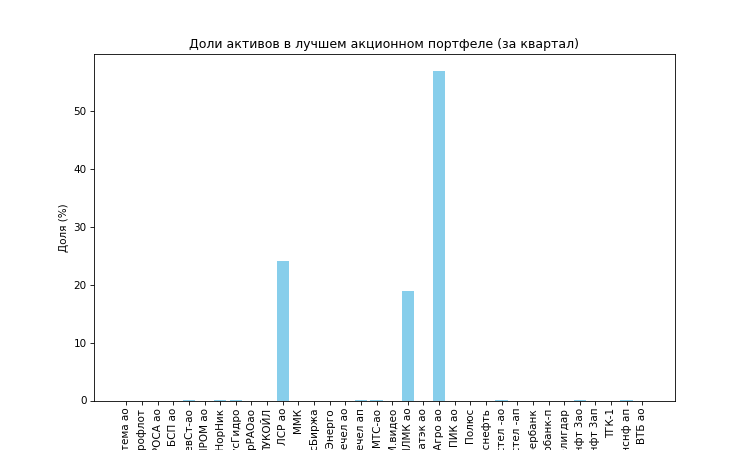 Доли активов в лучшем акционном портфеле (за квартал)
Доля (%)
50
40
30
20
10
0
тема ао
рофлот
РОСА ао
БСП ао
евСт-ао
ПРОМ ао
НорНик
сГидро
рРАОао
ЛУКОЙЛ
ЛСР ао
ММК
сБиржа
Энерго
ечел ао
ечел ап
МТС-ао
М.видео
ЛМК ао
атэк ао
Агро ао
ПИК ао
Полюс
снефть
стел -ао
стел -ап
ербанк
рбанк-п
лигдар
нфт 3ао
нфт 3ап
ТГК-1
нснф ап
ВТБ ао